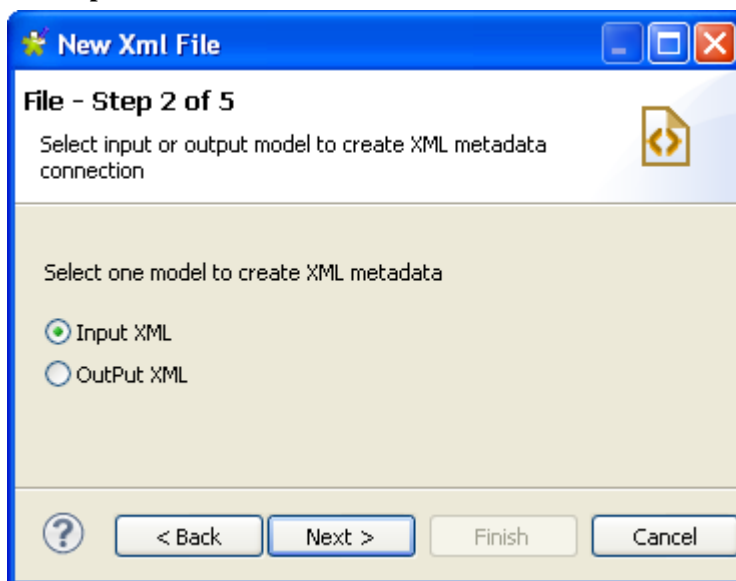 New Xml File
File - Step 2 of 5
Select input or output model to create XML metadata
connection
Select one model to create XML metadata
Input XML
OutPut XML
? < Back Next > Finish Cancel